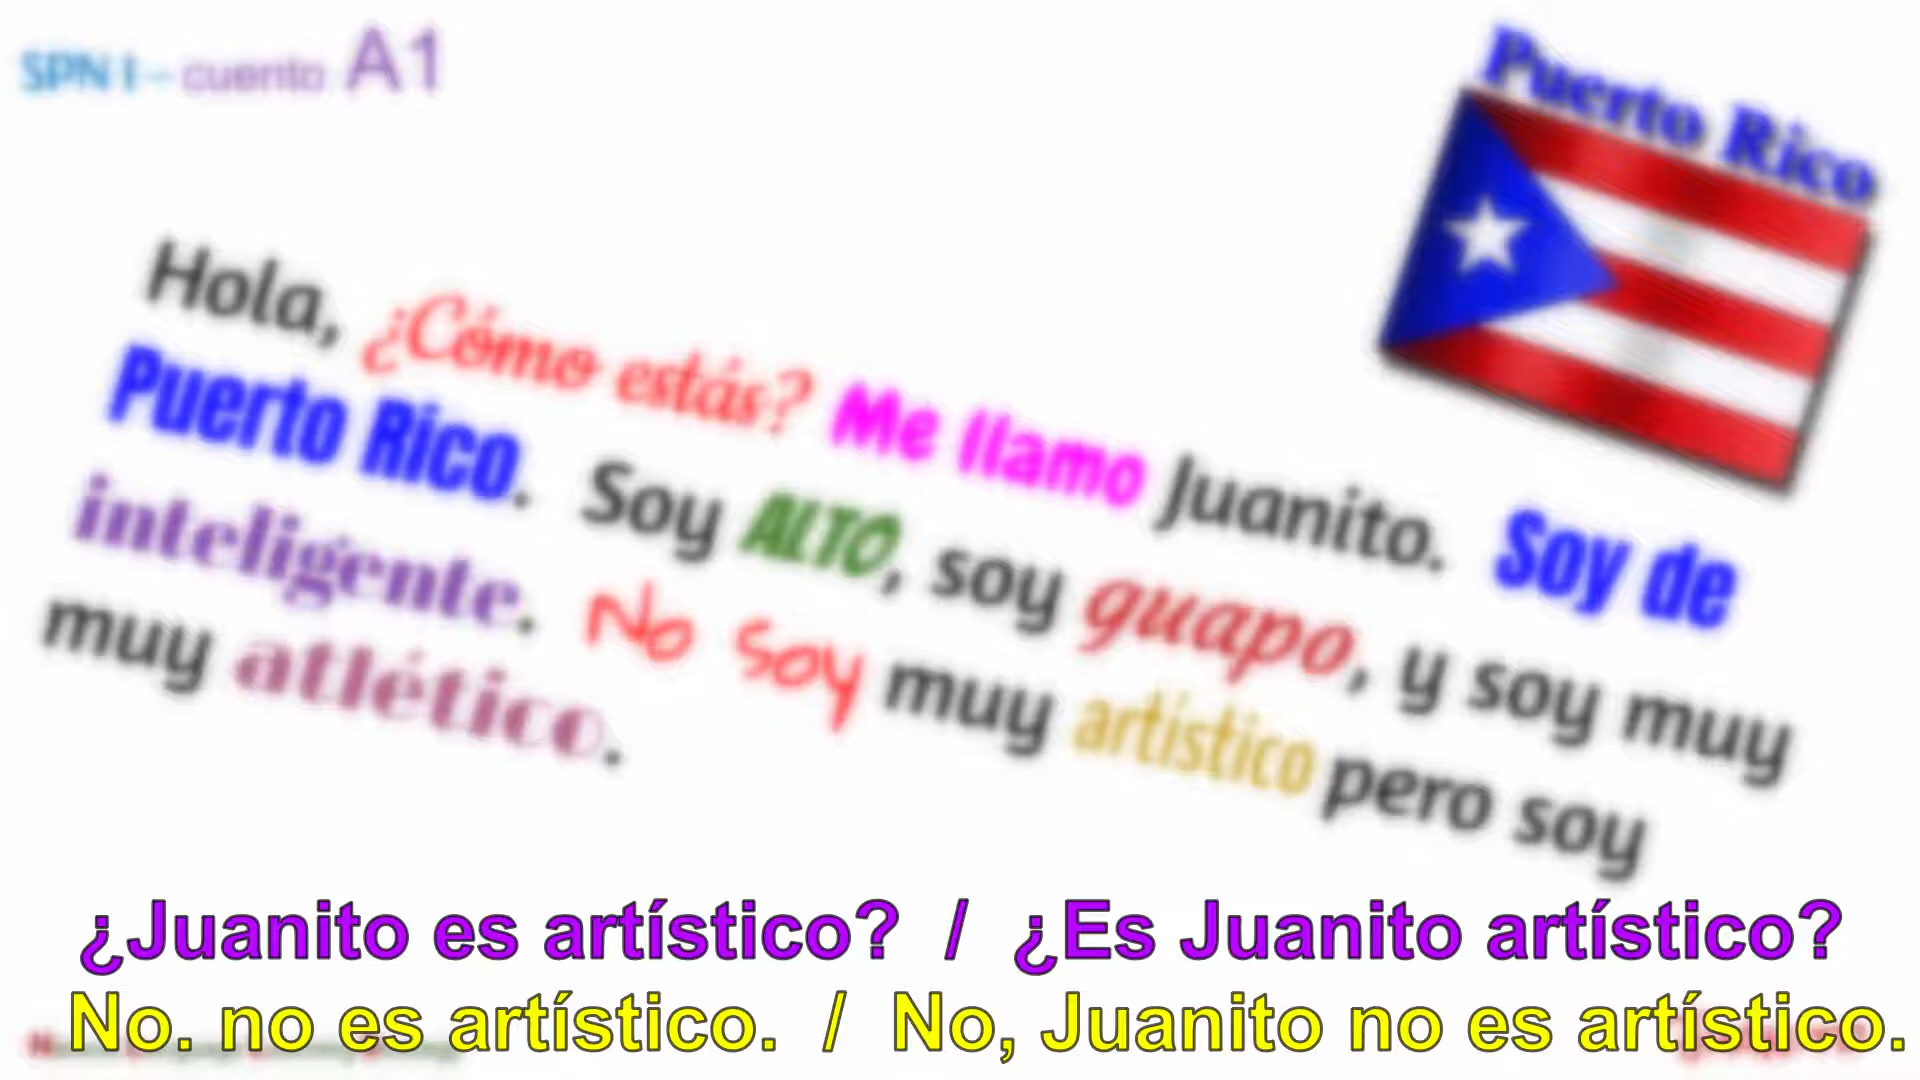 SPN I - cuento A1
Puerto Rico
Hola, ¿Cómo estás? Me llamo Juanito. Soy de
Puerto Rico. Soy ALTO, soy guapo, y soy muy
inteligente. No soy muy artístico pero soy
muy atlético.
¿Juanito es artístico? / ¿Es Juanito artístico?
No. no es artístico. / No, Juanito no es artístico.